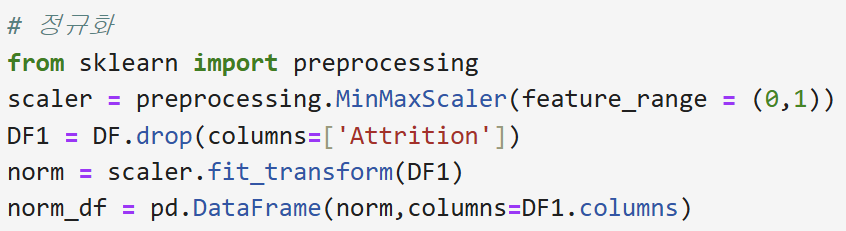 # 정규화
from sklearn import preprocessing
scaler = preprocessing.MinMaxScaler(feature_range = (0,1))
DF1 = DF.drop(columns=['Attrition'])
norm = scaler.fit_transform(DF1)
norm_df = pd.DataFrame(norm,columns=DF1.columns)